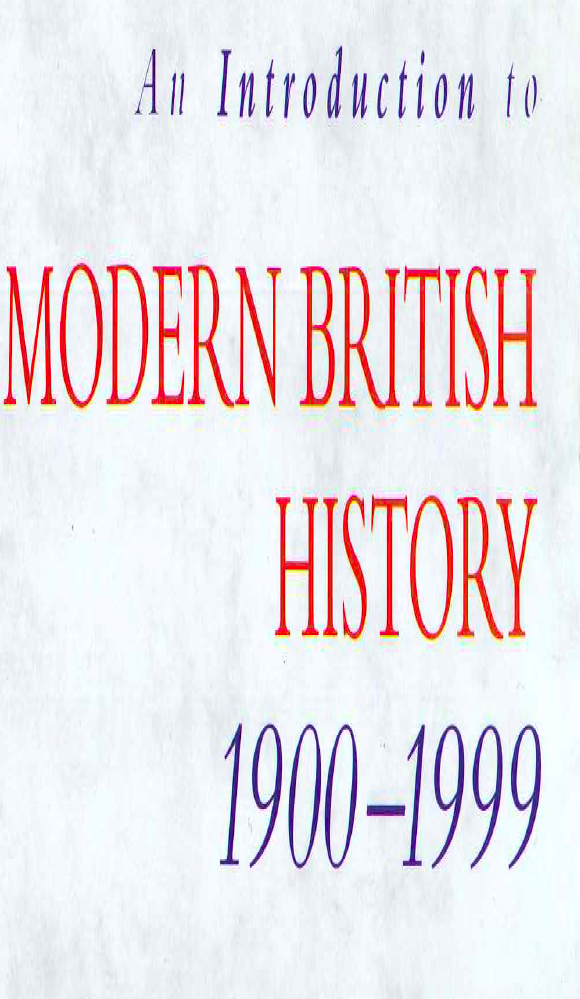 An Introduction to
MODERN BRITISH
HISTORY
1900–1999